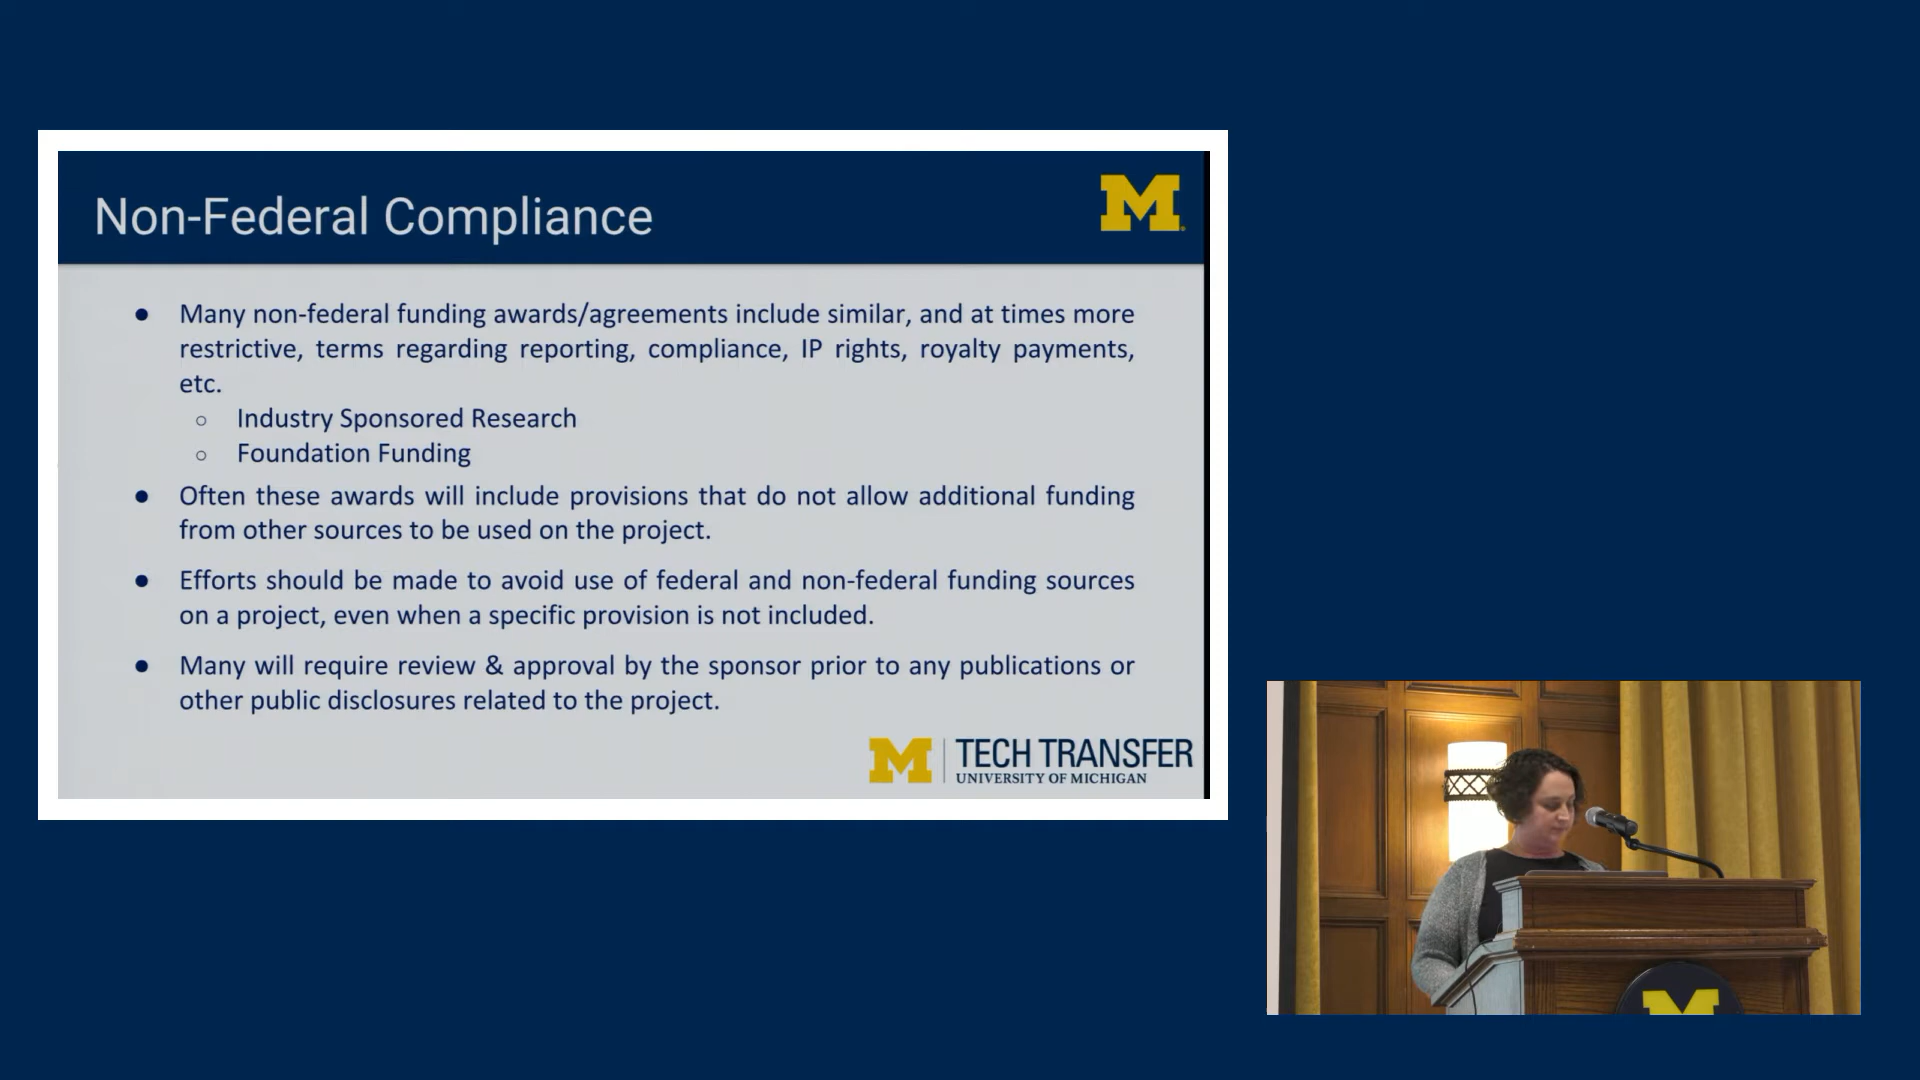 Non-Federal Compliance
M
● Many non-federal funding awards/agreements include similar, and at times more
restrictive, terms regarding reporting, compliance, IP rights, royalty payments,
etc.
○ Industry Sponsored Research
○ Foundation Funding
● Often these awards will include provisions that do not allow additional funding
from other sources to be used on the project.
● Efforts should be made to avoid use of federal and non-federal funding sources
on a project, even when a specific provision is not included.
● Many will require review & approval by the sponsor prior to any publications or
other public disclosures related to the project.
M TECH TRANSFER
UNIVERSITY OF MICHIGAN
M